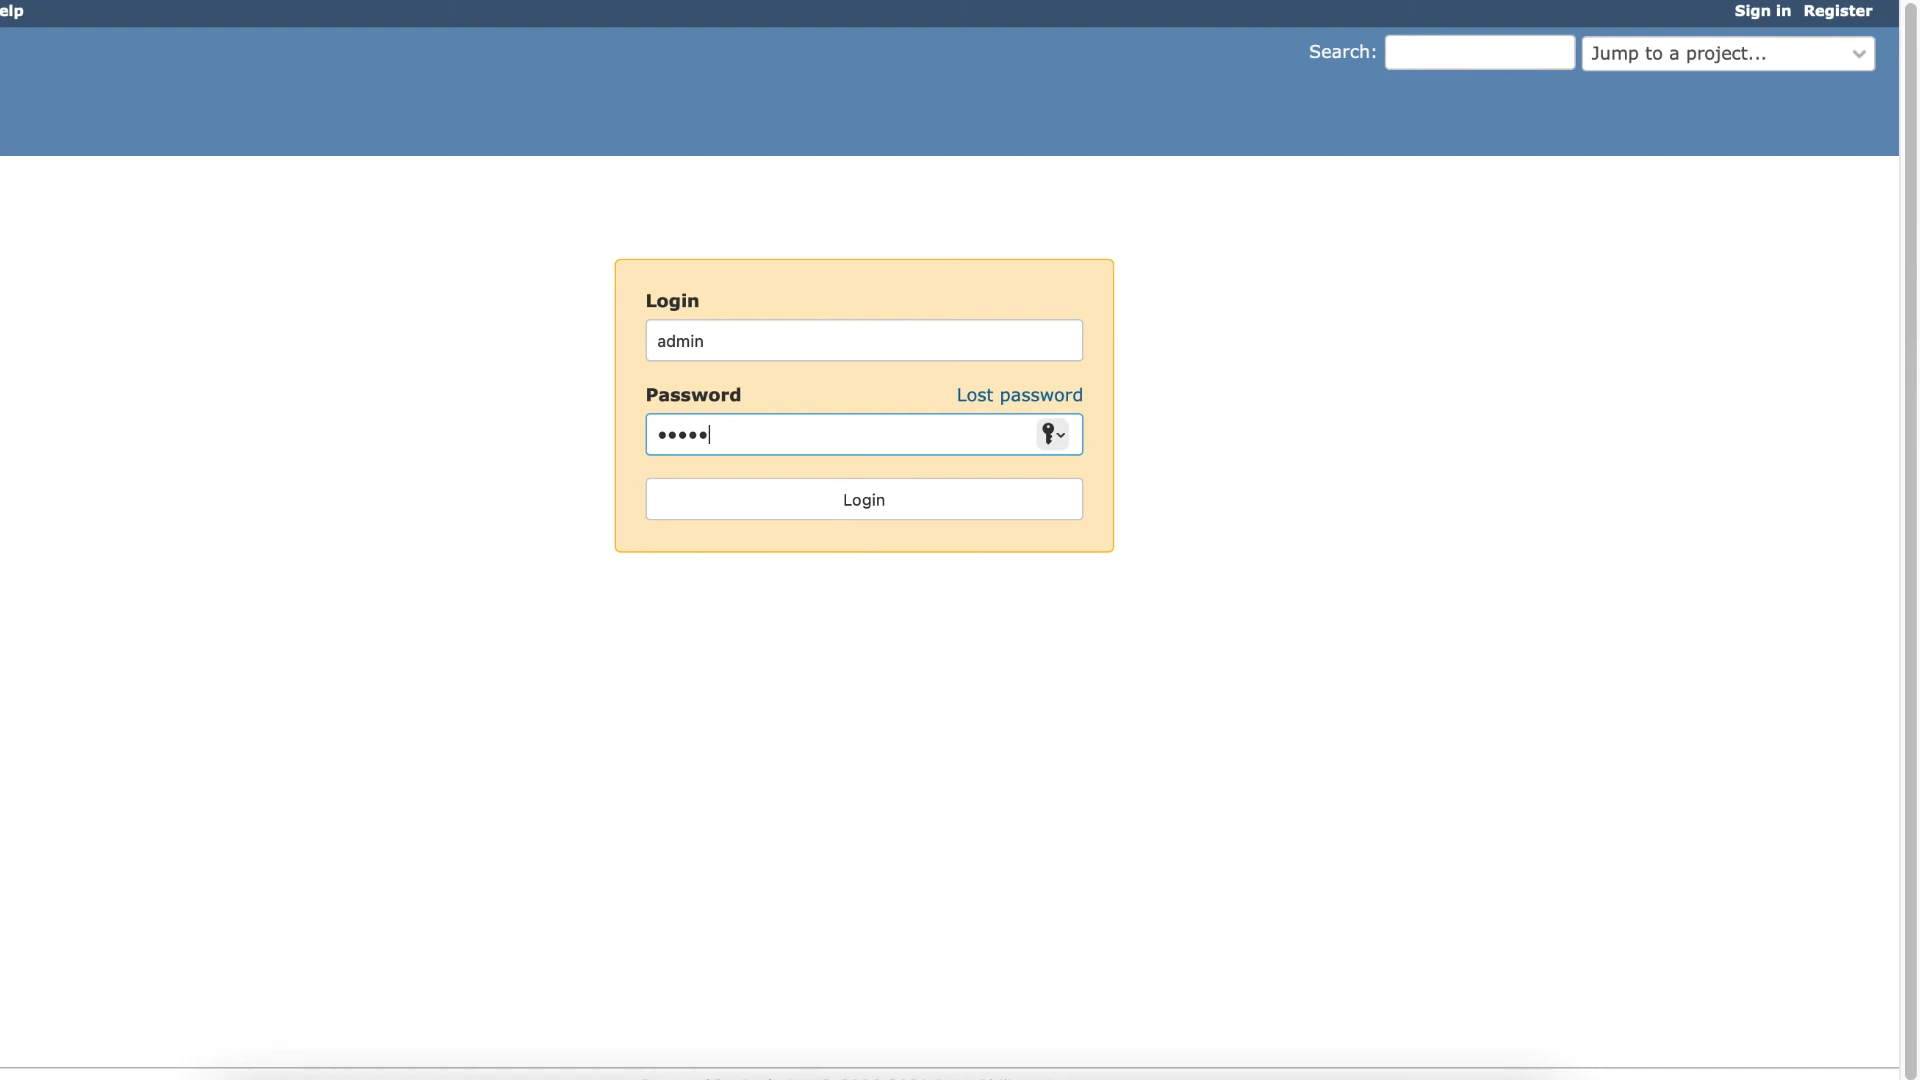 elp
Sign in Register
Search:
Jump to a project...
Login
admin
Password
Lost password
•••••
Login